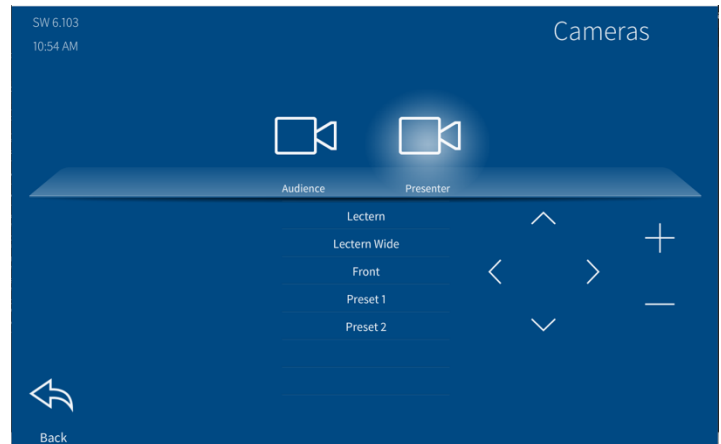 SW 6.103
10:54 AM
Cameras
Audience
Presenter
Lectern
Lectern Wide
Front
Preset 1
Preset 2
Back